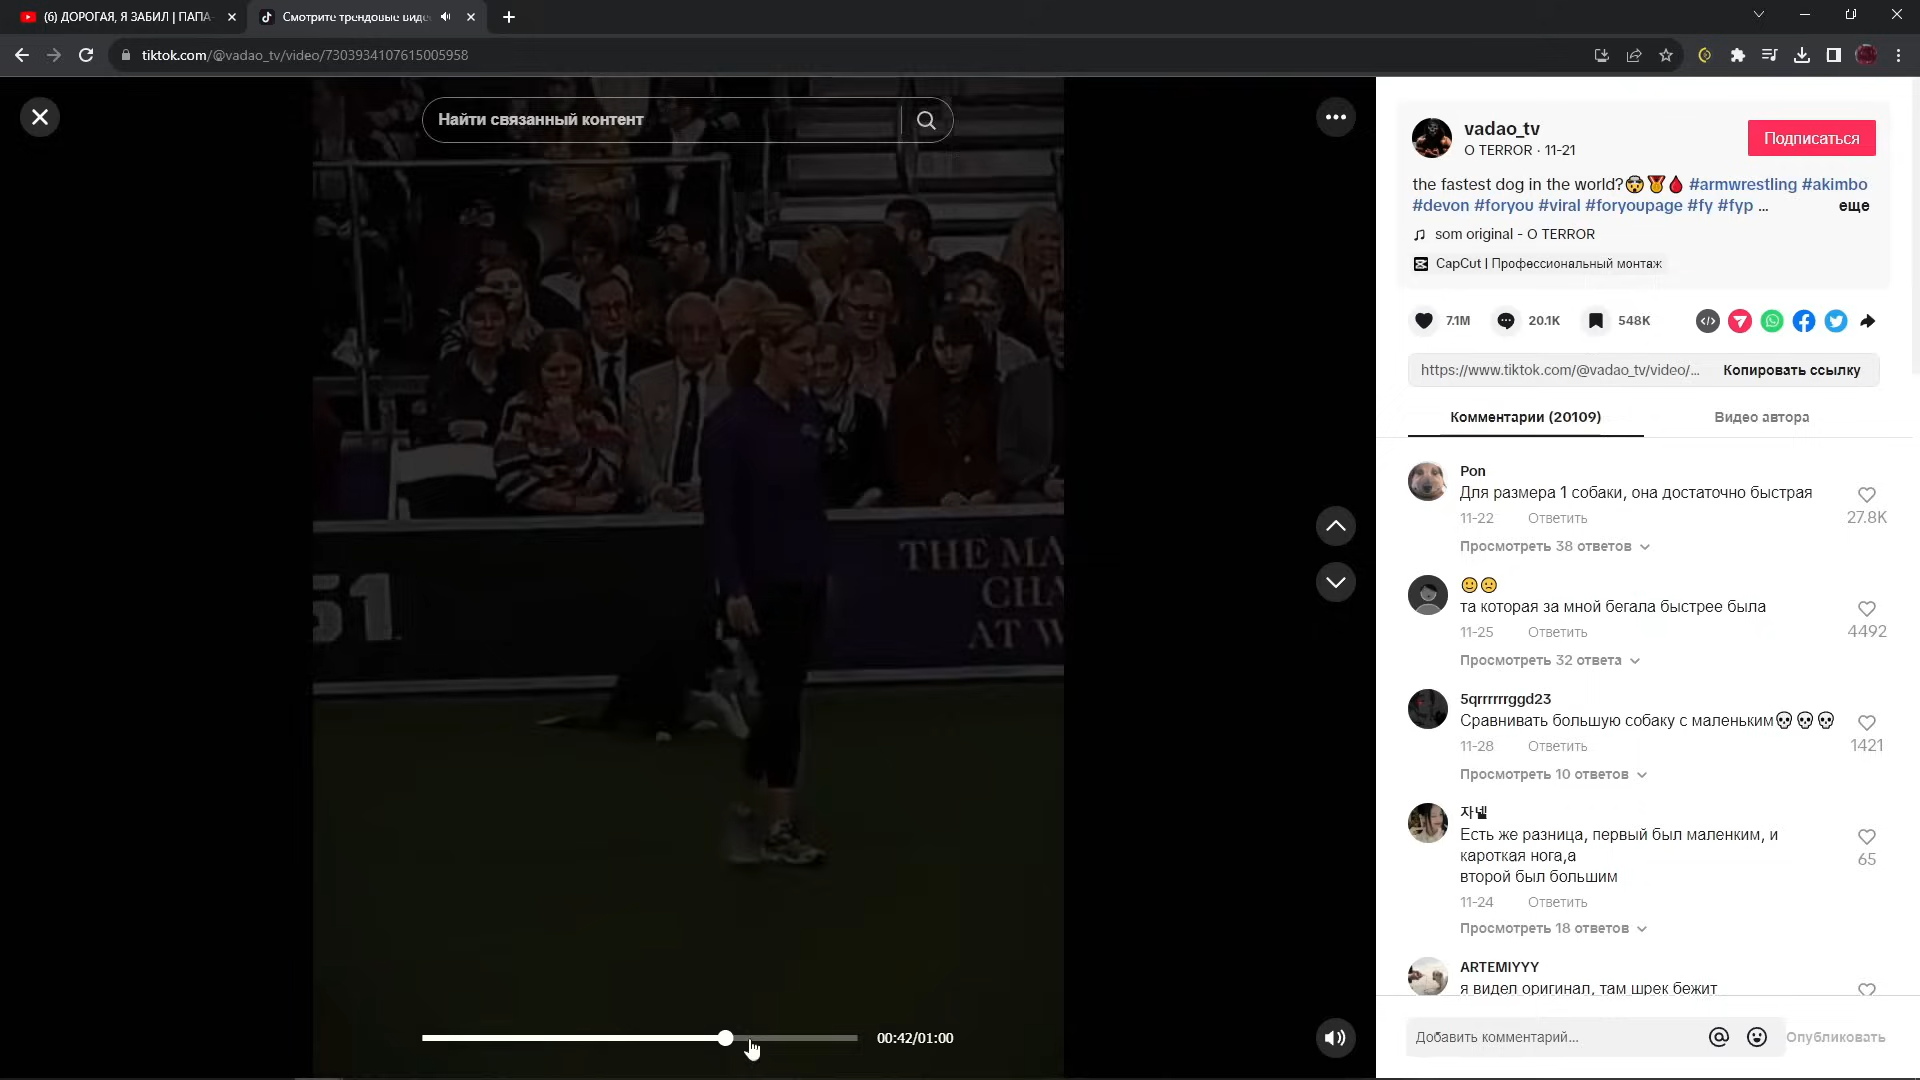 (6) ДОРОГАЯ, Я ЗАБИЛ | ПАПА-
Смотрите трендовые виде
tiktok.com/@vadao_tv/video/7303934107615005958
Найти связанный контент
51
THE MA
CHA
AT W
00:42/01:00
vadao_tv
O TERROR · 11-21
Подписаться
the fastest dog in the world?🤯🏅🩸 #armwrestling #akimbo
#devon #foryou #viral #foryoupage #fy #fyp ...
еще
som original - O TERROR
CapCut | Профессиональный монтаж
7.1M
20.1K
548K
https://www.tiktok.com/@vadao_tv/video/...
Копировать ссылку
Комментарии (20109)
Видео автора
Pon
Для размера 1 собаки, она достаточно быстрая
11-22 Ответить
27.8K
Просмотреть 38 ответов
🙂🙁
та которая за мной бегала быстрее была
11-25 Ответить
4492
Просмотреть 32 ответа
5qrrrrrrggd23
Сравнивать большую собаку с маленьким💀💀💀
11-28 Ответить
1421
Просмотреть 10 ответов
자넬
Есть же разница, первый был маленким, и
кароткая нога,а
второй был большим
11-24 Ответить
65
Просмотреть 18 ответов
ARTEMIYYY
я видел оригинал, там шрек бежит
Добавить комментарий...
Опубликовать